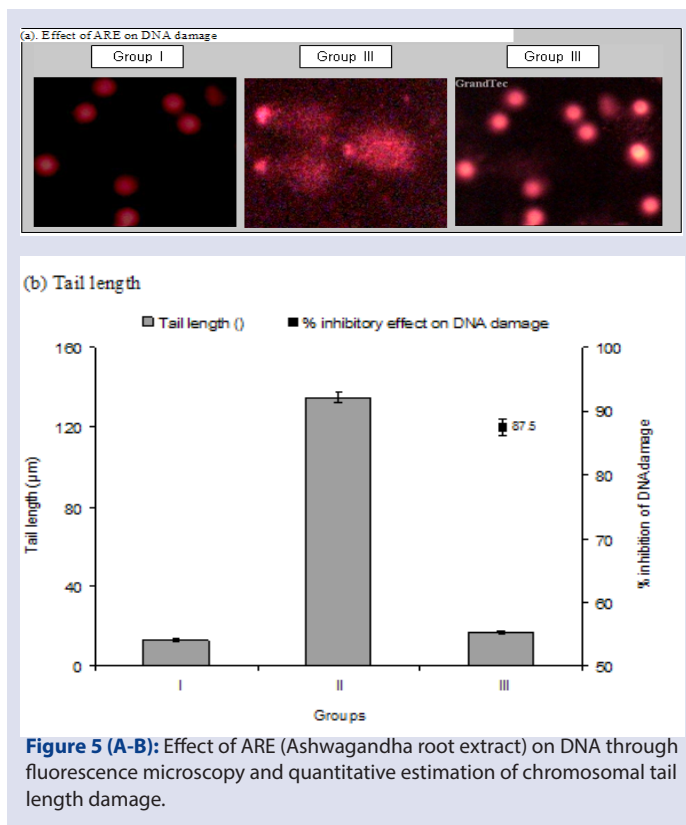 (a). Effect of ARE on DNA damage
Group I
Group III
Group III
GrandTec
(b) Tail length
Tail length ()
% inhibitory effect on DNA damage
160
120
80
40
0
Tail length (µm)
100
90
80
70
60
50
% inhibition of DNA damage
87.5
I
II
III
Groups
Figure 5 (A-B): Effect of ARE (Ashwagandha root extract) on DNA through
fluorescence microscopy and quantitative estimation of chromosomal tail
length damage.